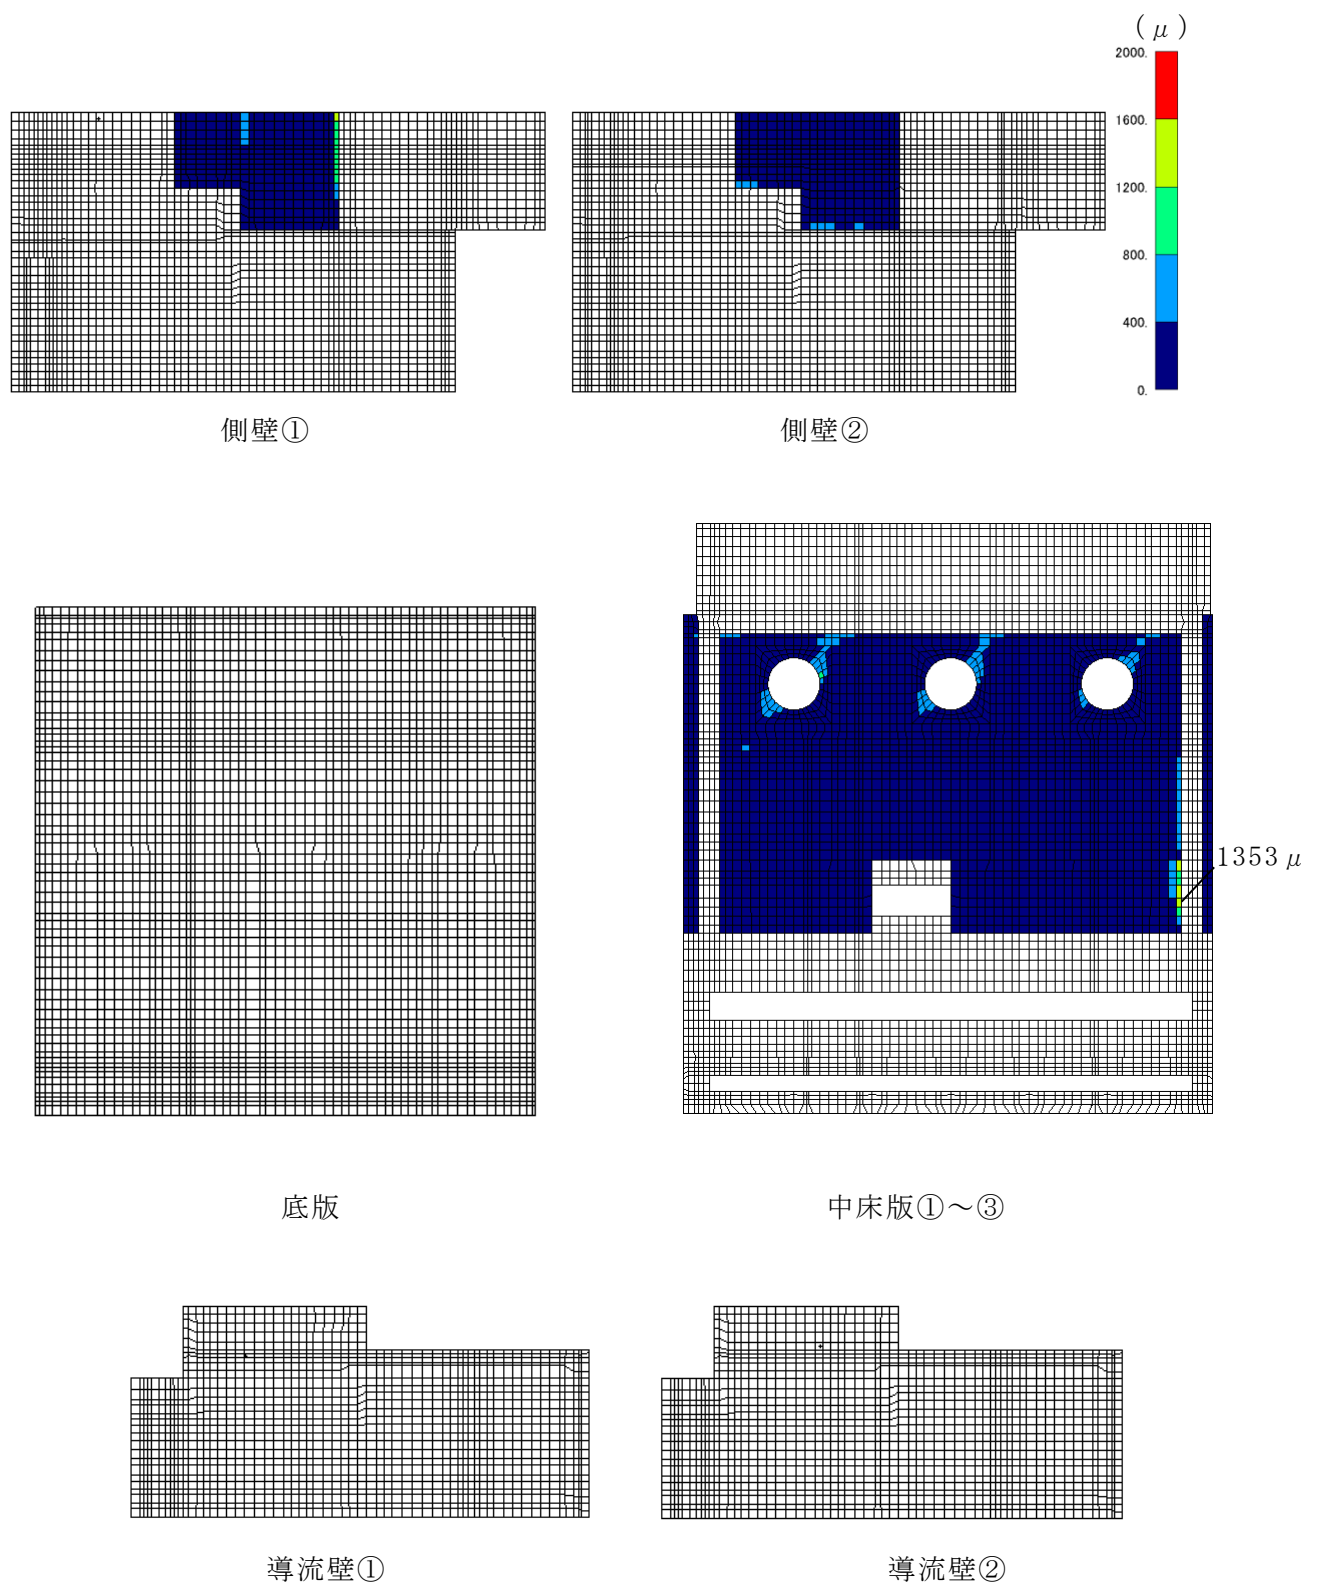 (μ)
2000.
1600.
1200.
800.
400.
0.
側壁①
側壁②
1353μ
底版
中床版①～③
導流壁①
導流壁②